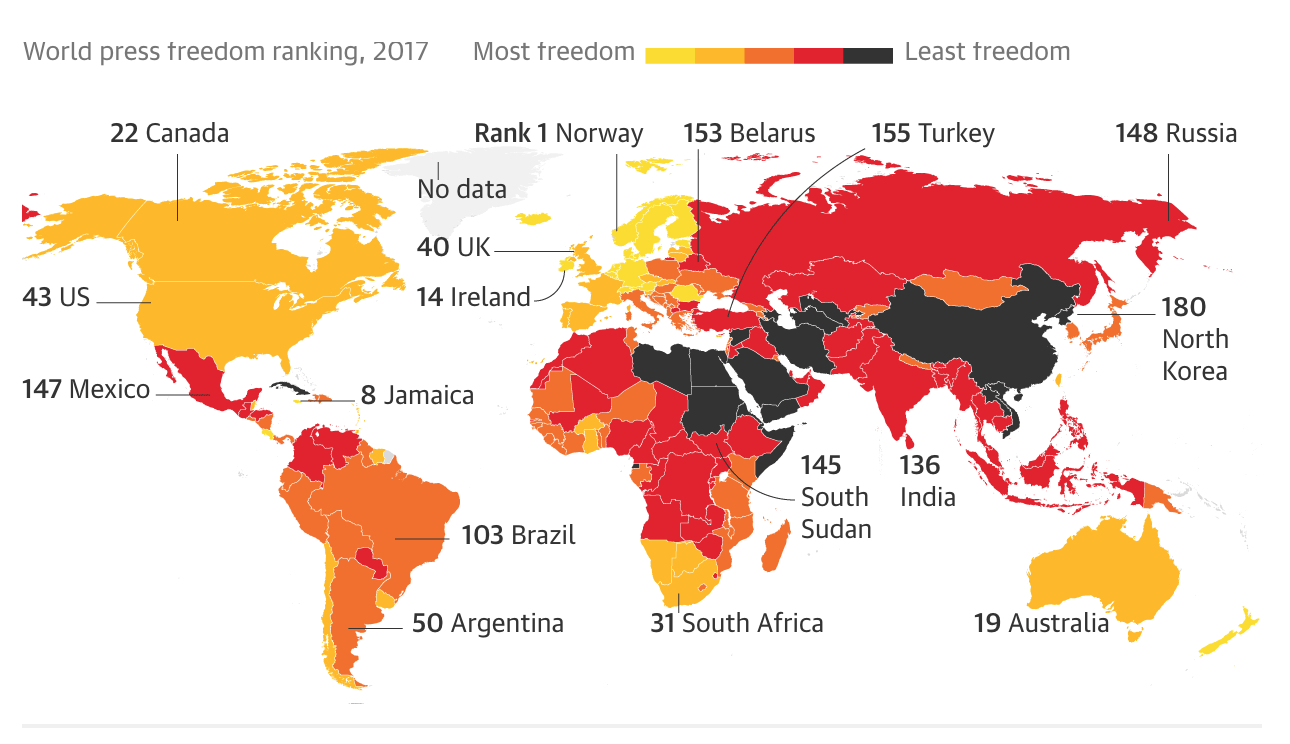 World press freedom ranking, 2017
Most freedom
Least freedom
22 Canada
Rank 1 Norway
153 Belarus
155 Turkey
148 Russia
No data
40 UK
14 Ireland
43 US
180
North
Korea
147 Mexico
8 Jamaica
145
South
Sudan
136
India
103 Brazil
50 Argentina
31 South Africa
19 Australia